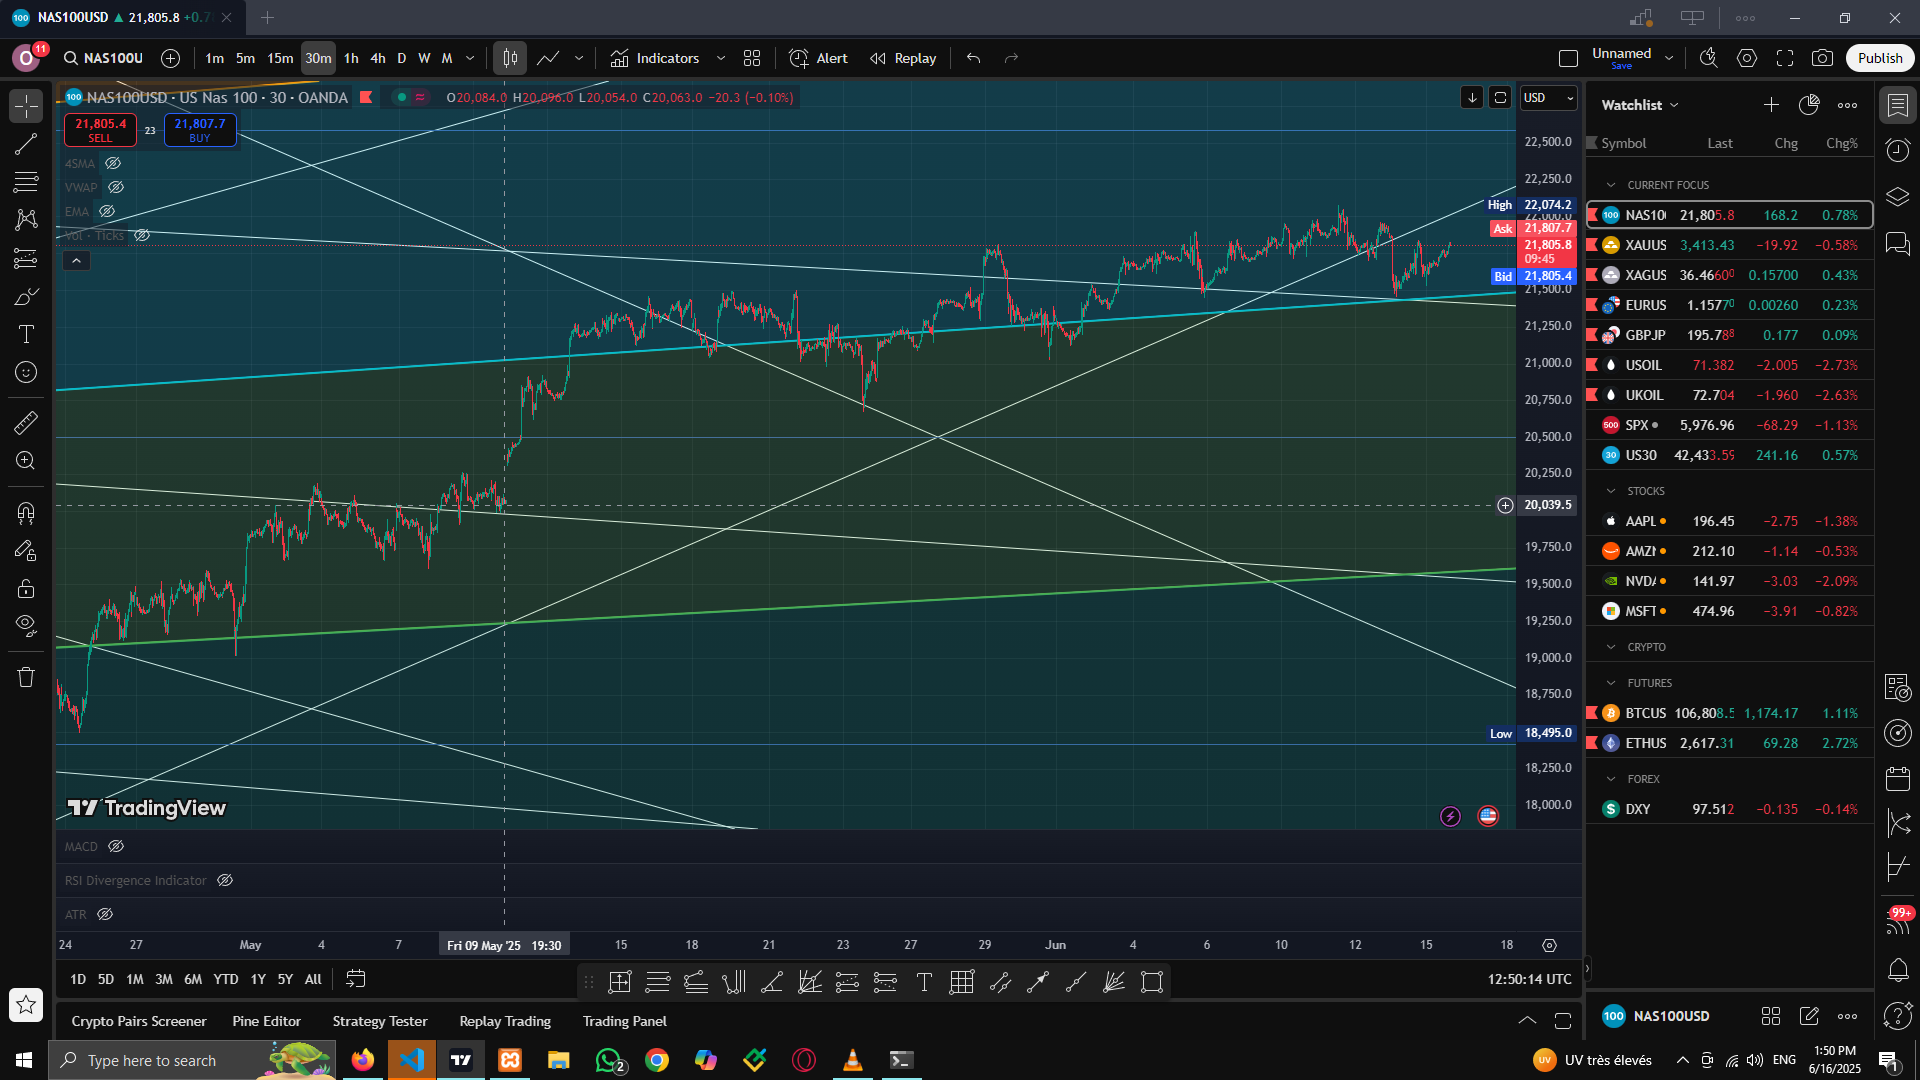 NAS100USD ▲ 21,805.8 +0.7
O 11 NAS100U 1m 5m 15m 30m 1h 4h D W M Indicators Alert Replay Unnamed Save Publish
NAS100USD · US Nas 100 · 30 · OANDA O20,084.0 H20,096.0 L20,054.0 C20,063.0 −20.3 (−0.10%)
21,805.4 SELL 23 21,807.7 BUY
4SMA
VWAP
EMA
Vol · Ticks
USD
22,500.0
22,250.0
High 22,074.2
22,000.0
Ask 21,807.7
21,805.8
09:45
Bid 21,805.4
21,500.0
21,250.0
21,000.0
20,750.0
20,500.0
20,250.0
20,039.5
19,750.0
19,500.0
19,250.0
19,000.0
18,750.0
Low 18,495.0
18,250.0
18,000.0
TradingView
MACD
RSI Divergence Indicator
ATR
24 27 May 4 7 Fri 09 May '25 19:30 15 18 21 23 27 29 Jun 4 6 10 12 15 18
1D 5D 1M 3M 6M YTD 1Y 5Y All 12:50:14 UTC
Crypto Pairs Screener Pine Editor Strategy Tester Replay Trading Trading Panel
Watchlist
Symbol Last Chg Chg%
CURRENT FOCUS
NAS10 21,805.8 168.2 0.78%
XAUUS 3,413.43 −19.92 −0.58%
XAGUS 36.4660 0.15700 0.43%
EURUS 1.15770 0.00260 0.23%
GBPJP 195.788 0.177 0.09%
USOIL 71.382 −2.005 −2.73%
UKOIL 72.704 −1.960 −2.63%
SPX 5,976.96 −68.29 −1.13%
US30 42,433.59 241.16 0.57%
STOCKS
AAPL 196.45 −2.75 −1.38%
AMZN 212.10 −1.14 −0.53%
NVDA 141.97 −3.03 −2.09%
MSFT 474.96 −3.91 −0.82%
CRYPTO
FUTURES
BTCUS 106,808.5 1,174.17 1.11%
ETHUS 2,617.31 69.28 2.72%
FOREX
DXY 97.512 −0.135 −0.14%
99+
100 NAS100USD
Type here to search 2 UV très élevés ENG 1:50 PM
6/16/2025 1